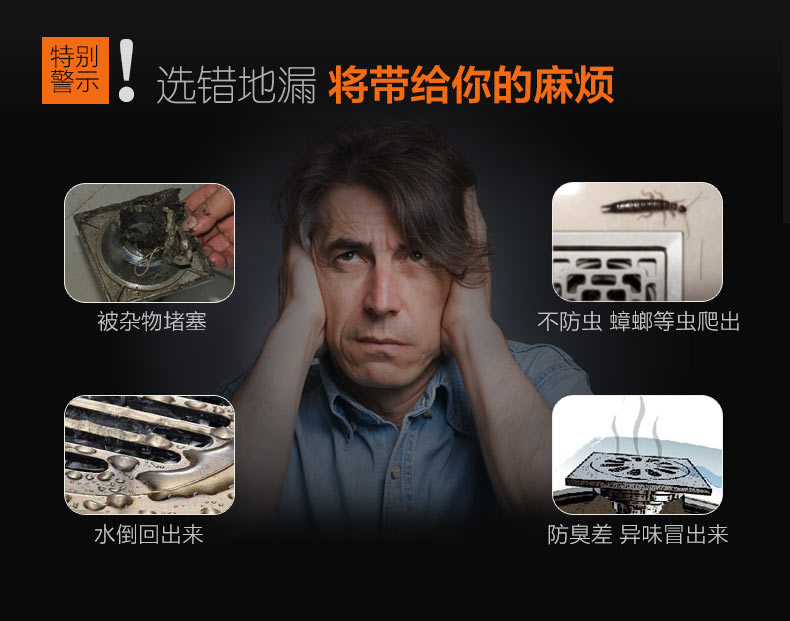 特别
警示
！
选错地漏 将带给你的麻烦
被杂物堵塞
不防虫 蟑螂等虫爬出
水倒回出来
防臭差 异味冒出来